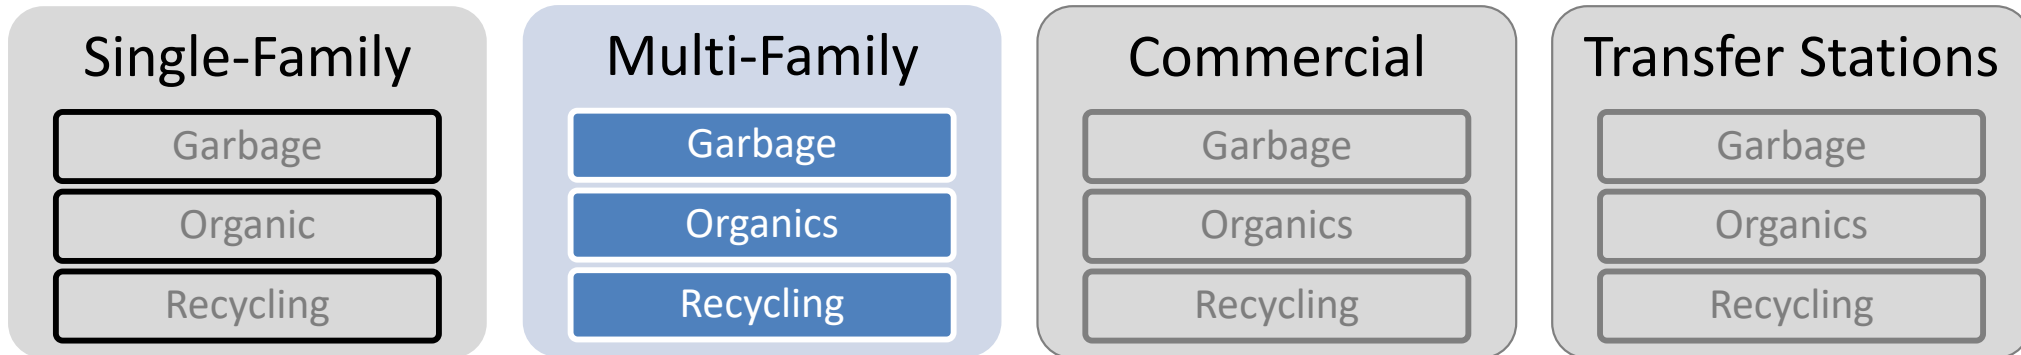 Single-Family
Garbage
Organic
Recycling
Multi-Family
Garbage
Organics
Recycling
Commercial
Garbage
Organics
Recycling
Transfer Stations
Garbage
Organics
Recycling